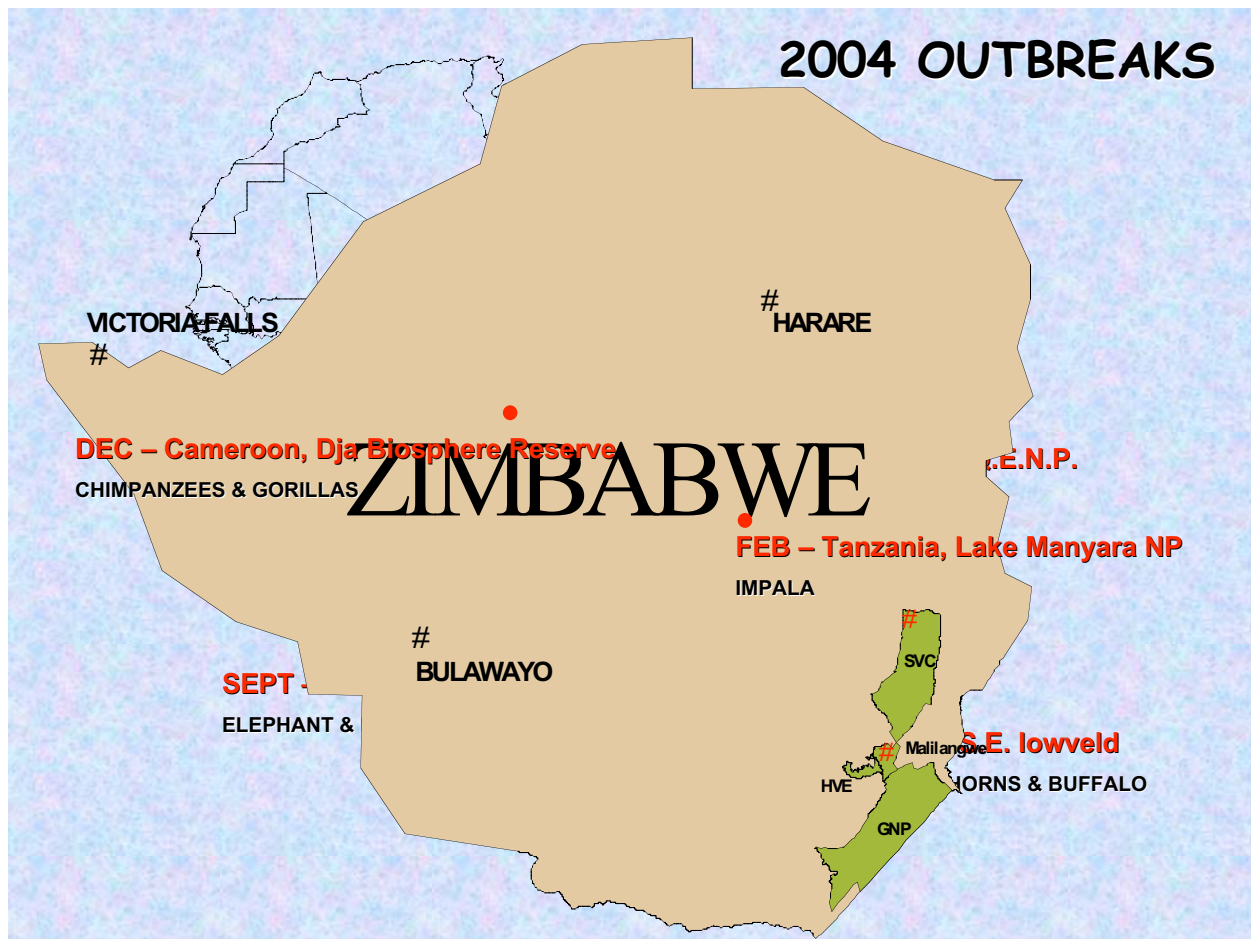 2004 OUTBREAKS
#
HARARE
VICTORIA FALLS
#
DEC – Cameroon, Dja Biosphere Reserve
CHIMPANZEES & GORILLAS
ZIMBABWE
.E.N.P.
FEB – Tanzania, Lake Manyara NP
IMPALA
#
BULAWAYO
#
SVC
SEPT -
ELEPHANT &
#
Malilangwe
S.E. lowveld
HVE
HORNS & BUFFALO
GNP